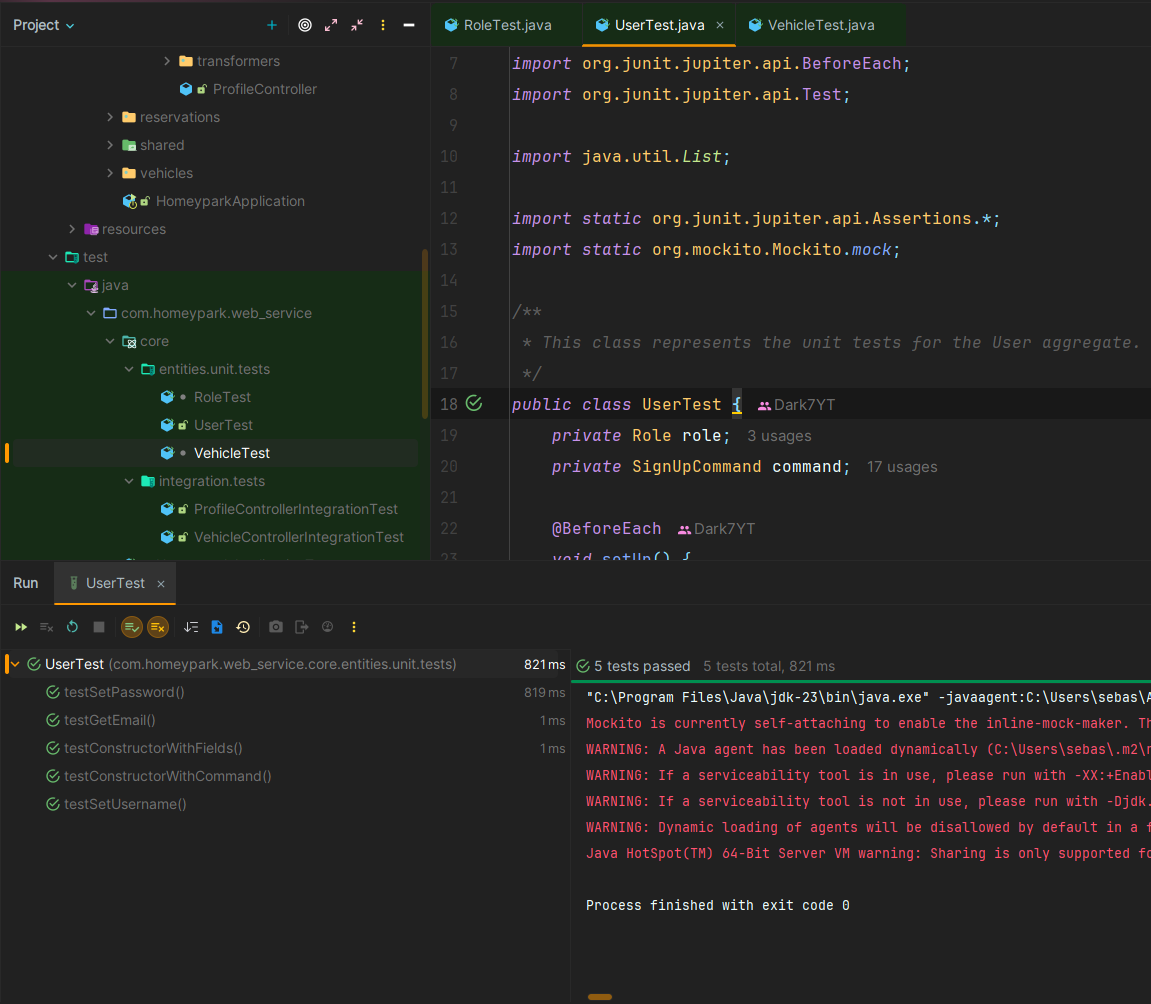 Project
RoleTest.java
UserTest.java
VehicleTest.java
transformers
ProfileController
reservations
shared
vehicles
HomeyparkApplication
resources
test
java
com.homeypark.web_service
core
entities.unit.tests
RoleTest
UserTest
VehicleTest
integration.tests
ProfileControllerIntegrationTest
VehicleControllerIntegrationTest
7 import org.junit.jupiter.api.BeforeEach;
8 import org.junit.jupiter.api.Test;
9
10 import java.util.List;
11
12 import static org.junit.jupiter.api.Assertions.*;
13 import static org.mockito.Mockito.mock;
14
15 /**
16 * This class represents the unit tests for the User aggregate.
17 */
18 public class UserTest { Dark7YT
19 private Role role; 3 usages
20 private SignUpCommand command; 17 usages
21
22 @BeforeEach Dark7YT
23 void setUp() {
Run
UserTest
UserTest (com.homeypark.web_service.core.entities.unit.tests) 821 ms
testSetPassword() 819 ms
testGetEmail() 1 ms
testConstructorWithFields() 1 ms
testConstructorWithCommand()
testSetUsername()
5 tests passed 5 tests total, 821 ms
"C:\Program Files\Java\jdk-23\bin\java.exe" -javaagent:C:\Users\sebas\A
Mockito is currently self-attaching to enable the inline-mock-maker. Th
WARNING: A Java agent has been loaded dynamically (C:\Users\sebas\.m2\r
WARNING: If a serviceability tool is in use, please run with -XX:+Enabl
WARNING: If a serviceability tool is not in use, please run with -Djdk.
WARNING: Dynamic loading of agents will be disallowed by default in a f
Java HotSpot(TM) 64-Bit Server VM warning: Sharing is only supported fo
Process finished with exit code 0